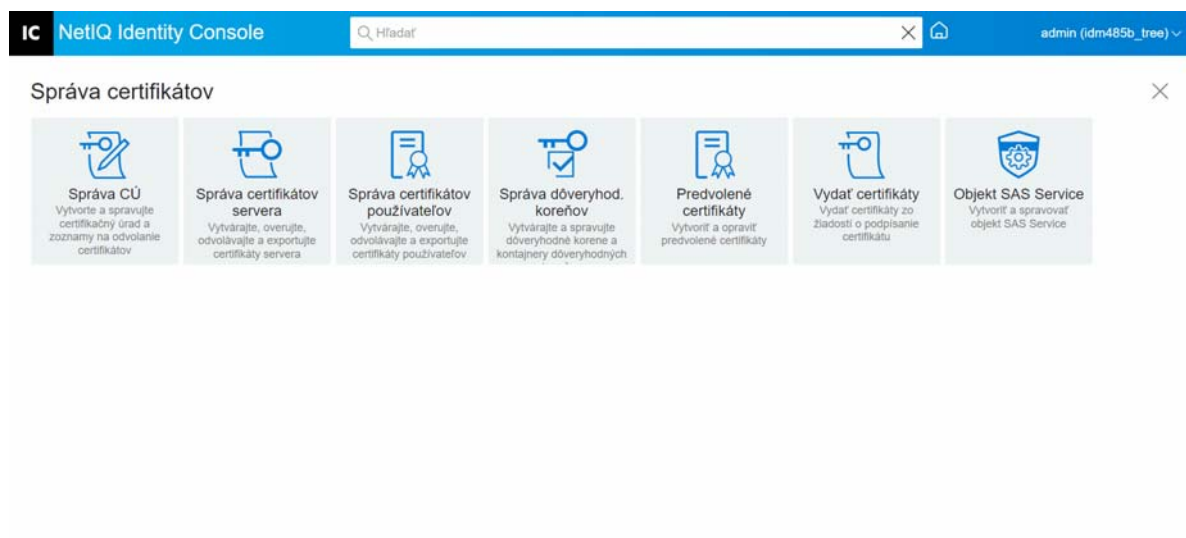 IC NetIQ Identity Console
Hľadať
admin (idm485b_tree)
Správa certifikátov
Správa CÚ
Vytvorte a spravujte
certifikačný úrad a
zoznamy na odvolanie
certifikátov
Správa certifikátov
servera
Vytvárajte, overujte,
odvolávajte a exportujte
certifikáty servera
Správa certifikátov
používateľov
Vytvárajte, overujte,
odvolávajte a exportujte
certifikáty používateľov
Správa dôveryhod.
koreňov
Vytvárajte a spravujte
dôveryhodné korene a
kontajnery dôveryhodných
Predvolené
certifikáty
Vytvoriť a opraviť
predvolené certifikáty
Vydať certifikáty
Vydať certifikáty zo
žiadostí o podpísanie
certifikátu
Objekt SAS Service
Vytvoriť a spravovať
objekt SAS Service